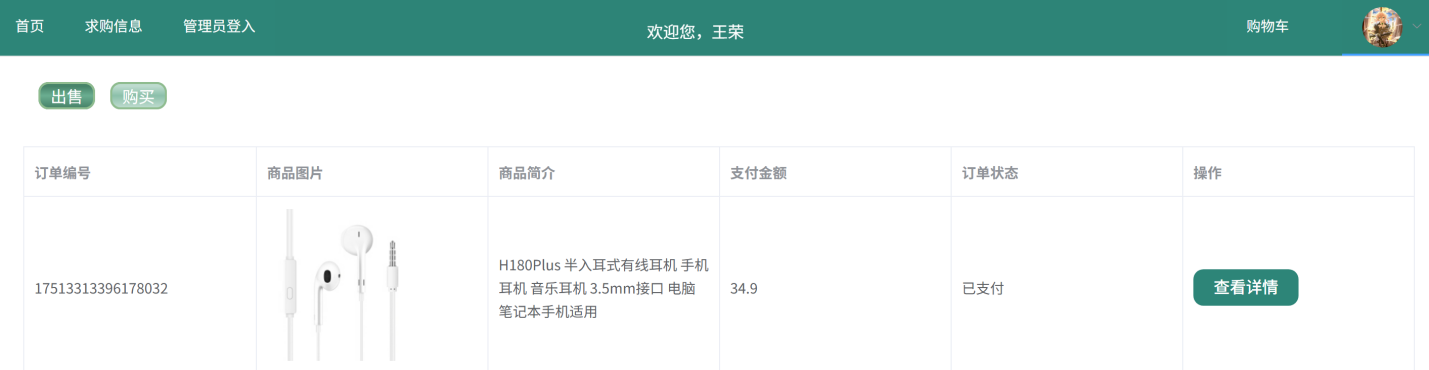 首页 求购信息 管理员登入 欢迎您，王荣 购物车
出售 购买
订单编号 商品图片 商品简介 支付金额 订单状态 操作
17513313396178032
H180Plus 半入耳式有线耳机 手机
耳机 音乐耳机 3.5mm接口 电脑
笔记本手机适用
34.9
已支付
查看详情